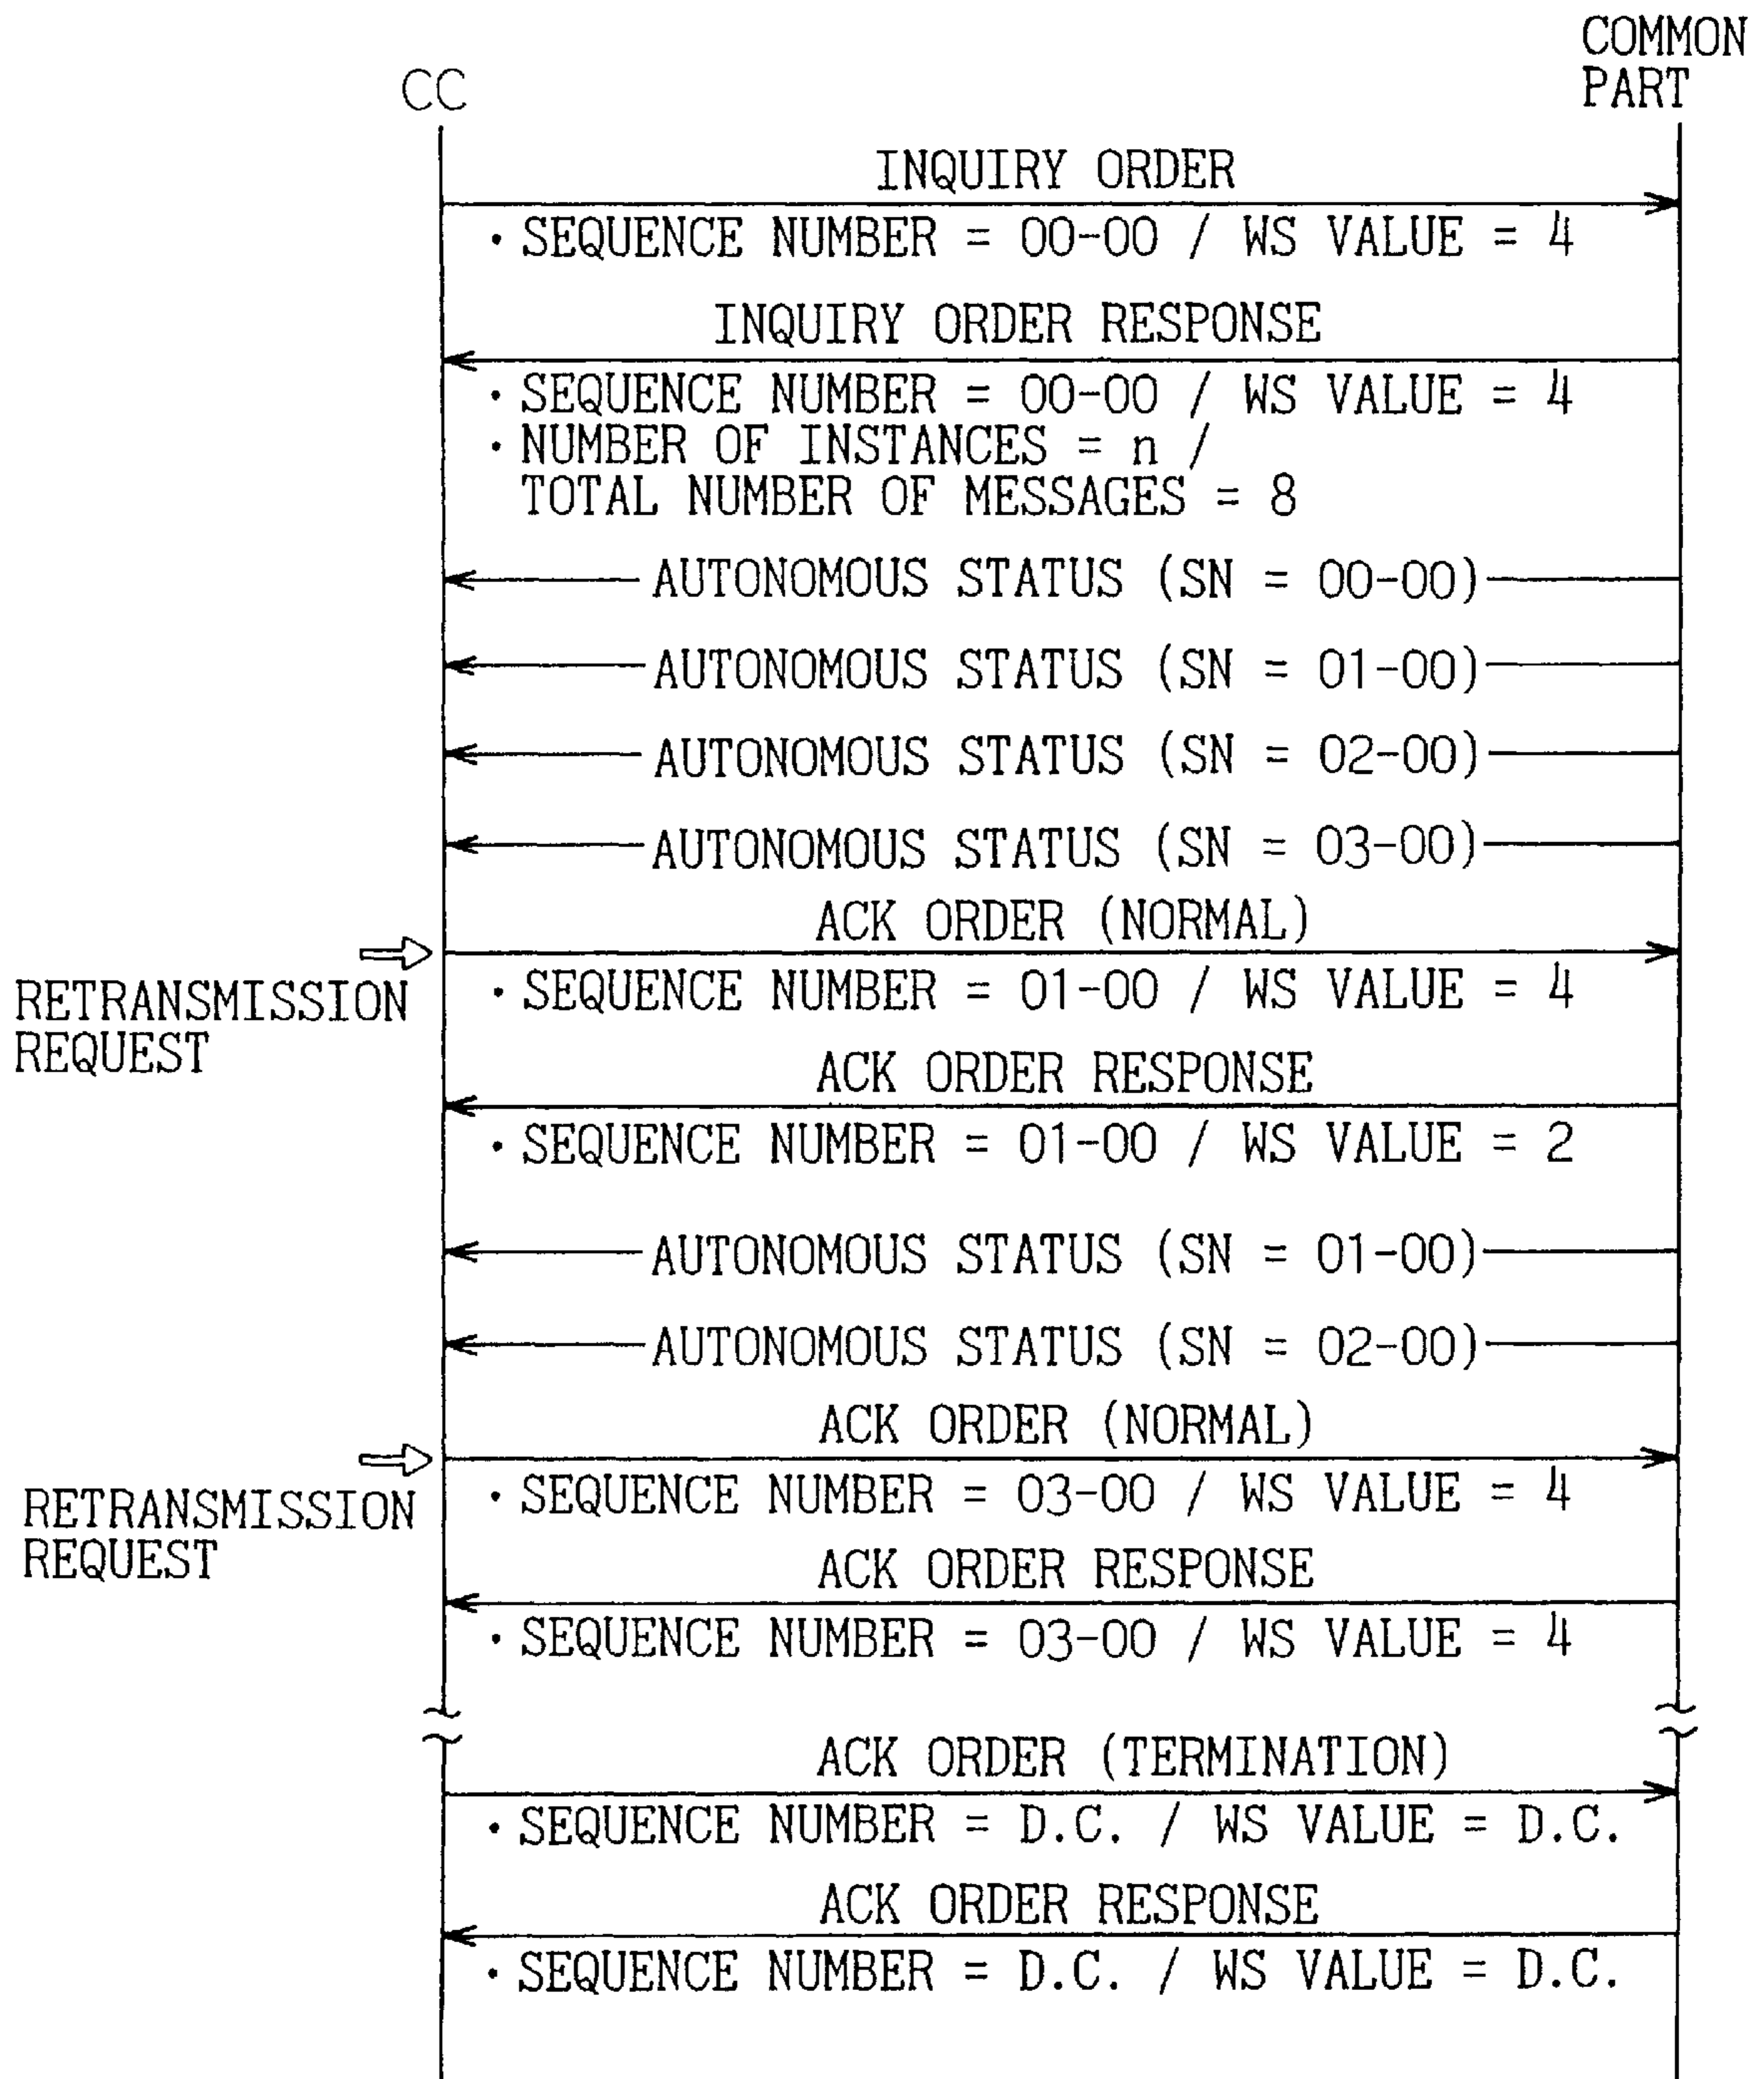 COMMON
PART
CC
INQUIRY ORDER
・SEQUENCE NUMBER = 00-00 / WS VALUE = 4
INQUIRY ORDER RESPONSE
・SEQUENCE NUMBER = 00-00 / WS VALUE = 4
・NUMBER OF INSTANCES = n /
TOTAL NUMBER OF MESSAGES = 8
AUTONOMOUS STATUS (SN = 00-00)
AUTONOMOUS STATUS (SN = 01-00)
AUTONOMOUS STATUS (SN = 02-00)
AUTONOMOUS STATUS (SN = 03-00)
ACK ORDER (NORMAL)
RETRANSMISSION
REQUEST
・SEQUENCE NUMBER = 01-00 / WS VALUE = 4
ACK ORDER RESPONSE
・SEQUENCE NUMBER = 01-00 / WS VALUE = 2
AUTONOMOUS STATUS (SN = 01-00)
AUTONOMOUS STATUS (SN = 02-00)
ACK ORDER (NORMAL)
RETRANSMISSION
REQUEST
・SEQUENCE NUMBER = 03-00 / WS VALUE = 4
ACK ORDER RESPONSE
・SEQUENCE NUMBER = 03-00 / WS VALUE = 4
ACK ORDER (TERMINATION)
・SEQUENCE NUMBER = D.C. / WS VALUE = D.C.
ACK ORDER RESPONSE
・SEQUENCE NUMBER = D.C. / WS VALUE = D.C.